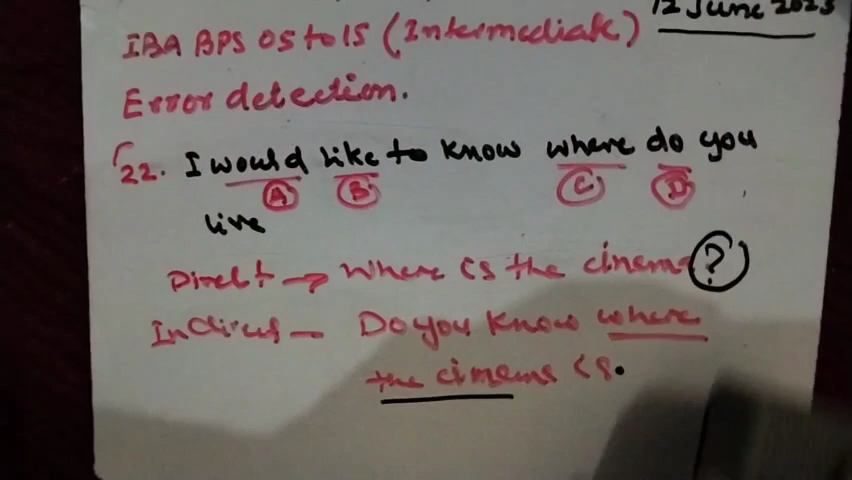 12 June 2023
IBA BPS 05 to 15 (Intermediate)
Error detection.
22. I would like to know where do you
A B C D
live
Direct → Where is the cinema?
Indirect – Do you know where
the cinema is.